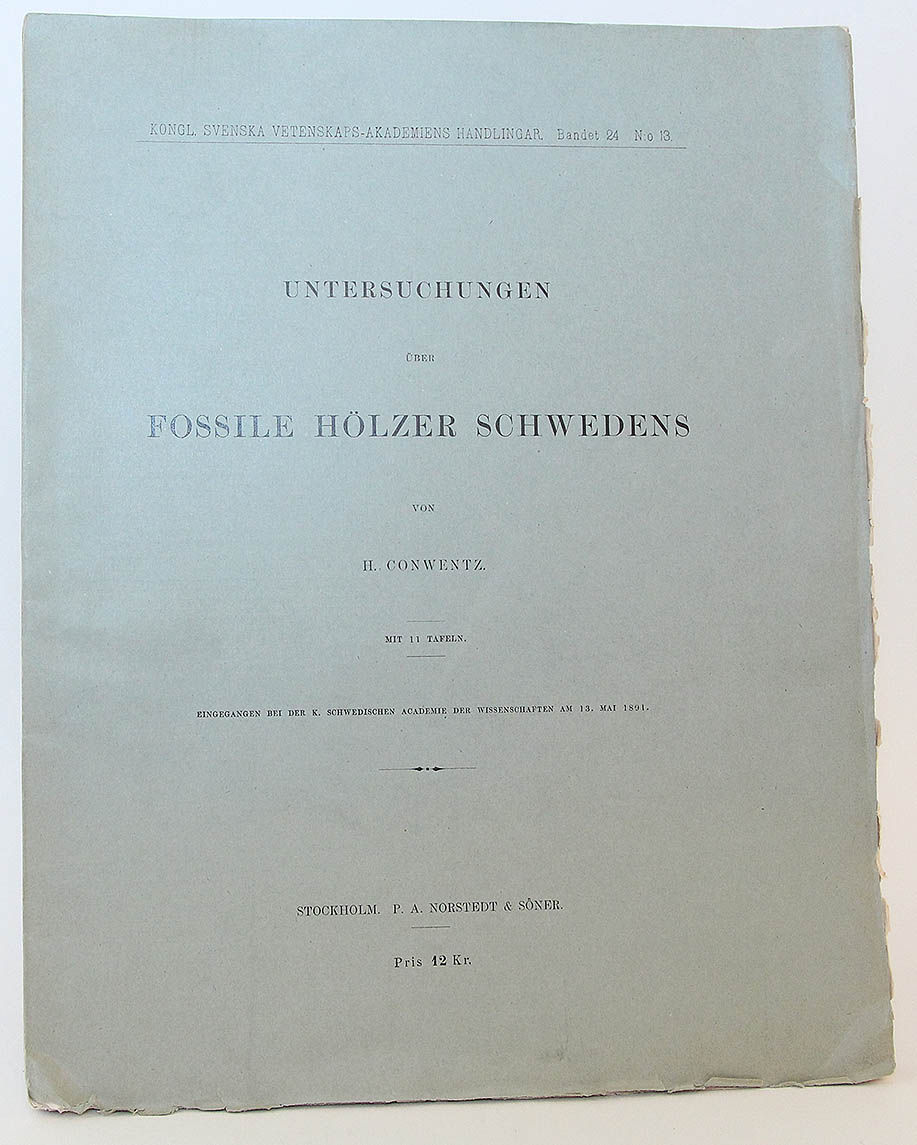 KONGL. SVENSKA VETENSKAPS-AKADEMIENS HANDLINGAR. Bandet 24 N:o 13.
UNTERSUCHUNGEN
ÜBER
FOSSILE HÖLZER SCHWEDENS
VON
H. CONWENTZ.
MIT 11 TAFELN.
EINGEGANGEN BEI DER K. SCHWEDISCHEN ACADEMIE DER WISSENSCHAFTEN AM 13. MAI 1891.
STOCKHOLM. P. A. NORSTEDT & SÖNER.
Pris 12 Kr.